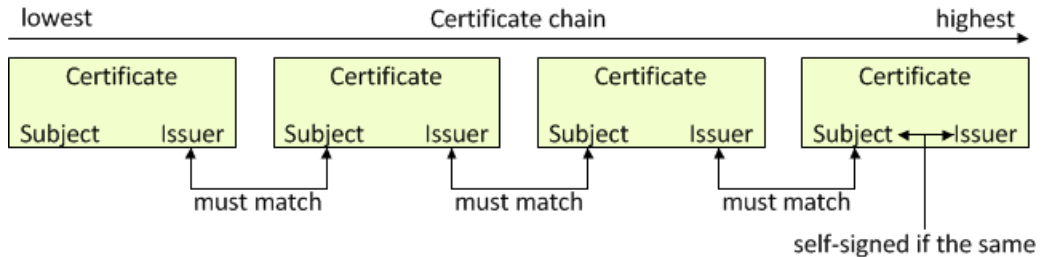 lowest Certificate chain highest
Certificate Certificate Certificate Certificate
Subject Issuer Subject Issuer Subject Issuer Subject Issuer
must match must match must match
self-signed if the same